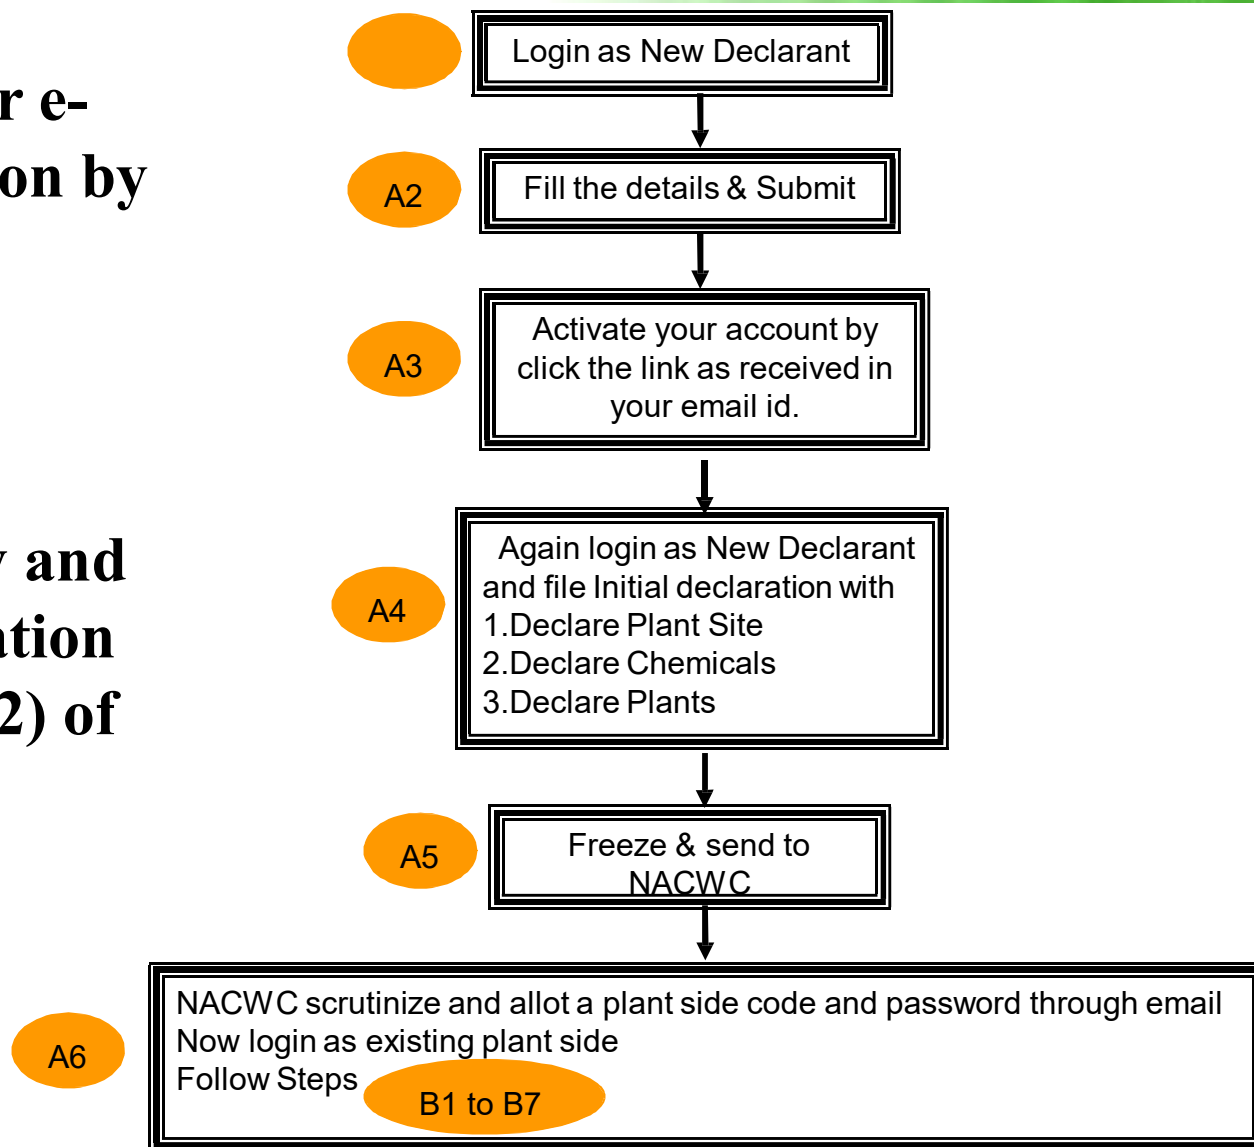 r e-
on by
y and
ation
2) of
Login as New Declarant
A2
Fill the details & Submit
A3
Activate your account by
click the link as received in
your email id.
A4
Again login as New Declarant
and file Initial declaration with
1.Declare Plant Site
2.Declare Chemicals
3.Declare Plants
A5
Freeze & send to
NACWC
A6
NACWC scrutinize and allot a plant side code and password through email
Now login as existing plant side
Follow Steps
B1 to B7